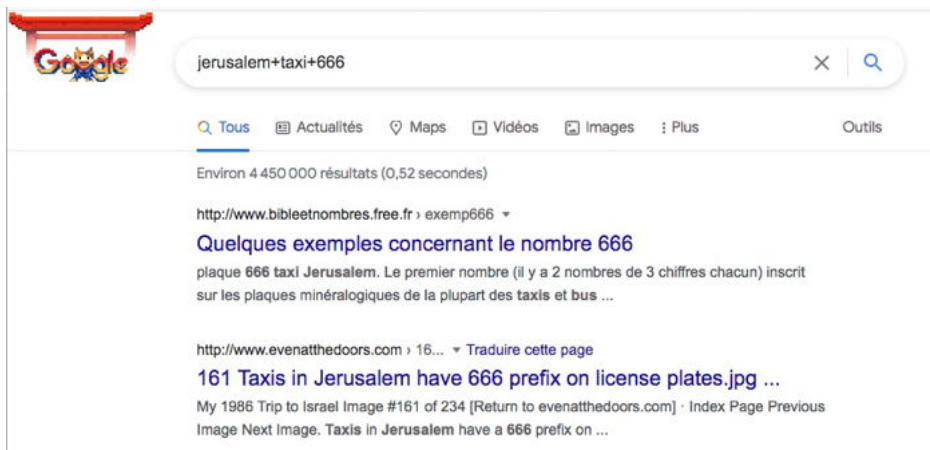 Google
jerusalem+taxi+666
Tous Actualités Maps Vidéos Images Plus Outils
Environ 4 450 000 résultats (0,52 secondes)
http://www.bibleetnombres.free.fr › exemp666
Quelques exemples concernant le nombre 666
plaque 666 taxi Jerusalem. Le premier nombre (il y a 2 nombres de 3 chiffres chacun) inscrit
sur les plaques minéralogiques de la plupart des taxis et bus ...
http://www.evenatthedoors.com › 16... Traduire cette page
161 Taxis in Jerusalem have 666 prefix on license plates.jpg ...
My 1986 Trip to Israel Image #161 of 234 [Return to evenatthedoors.com] · Index Page Previous
Image Next Image. Taxis in Jerusalem have a 666 prefix on ...